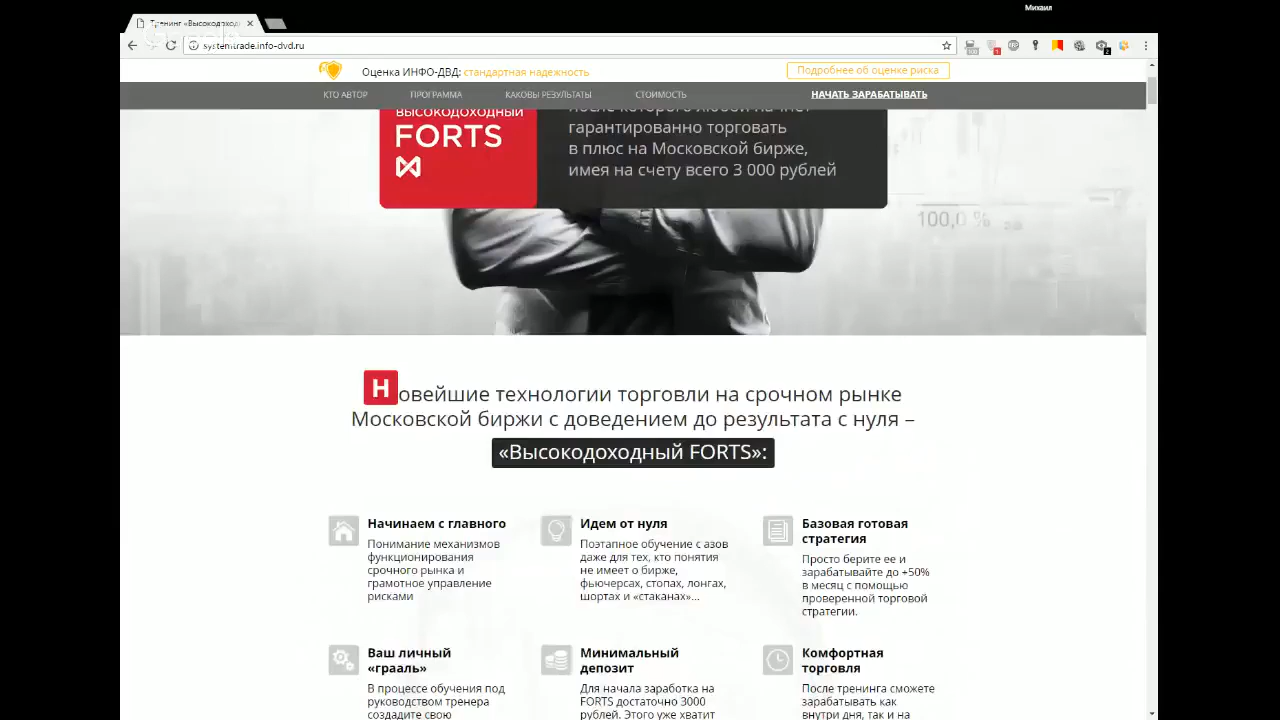 Михаил
Тренинг «Высокодоход
systemtrade.info-dvd.ru
Оценка ИНФО-ДВД: стандартная надежность
Подробнее об оценке риска
КТО АВТОР
ПРОГРАММА
КАКОВЫ РЕЗУЛЬТАТЫ
СТОИМОСТЬ
НАЧАТЬ ЗАРАБАТЫВАТЬ
ВЫСОКОДОХОДНЫЙ
FORTS
после которого любой начнет
гарантированно торговать
в плюс на Московской бирже,
имея на счету всего 3 000 рублей
100,0 %
Новейшие технологии торговли на срочном рынке
Московской биржи с доведением до результата с нуля –
«Высокодоходный FORTS»:
Начинаем с главного
Понимание механизмов
функционирования
срочного рынка и
грамотное управление
рисками
Идем от нуля
Поэтапное обучение с азов
даже для тех, кто понятия
не имеет о бирже,
фьючерсах, стопах, лонгах,
шортах и «стаканах»...
Базовая готовая
стратегия
Просто берите ее и
зарабатывайте до +50%
в месяц с помощью
проверенной торговой
стратегии.
Ваш личный
«грааль»
В процессе обучения под
руководством тренера
создадите свою
Минимальный
депозит
Для начала заработка на
FORTS достаточно 3000
рублей. Этого уже хватит
Комфортная
торговля
После тренинга сможете
зарабатывать как
внутри дня, так и на